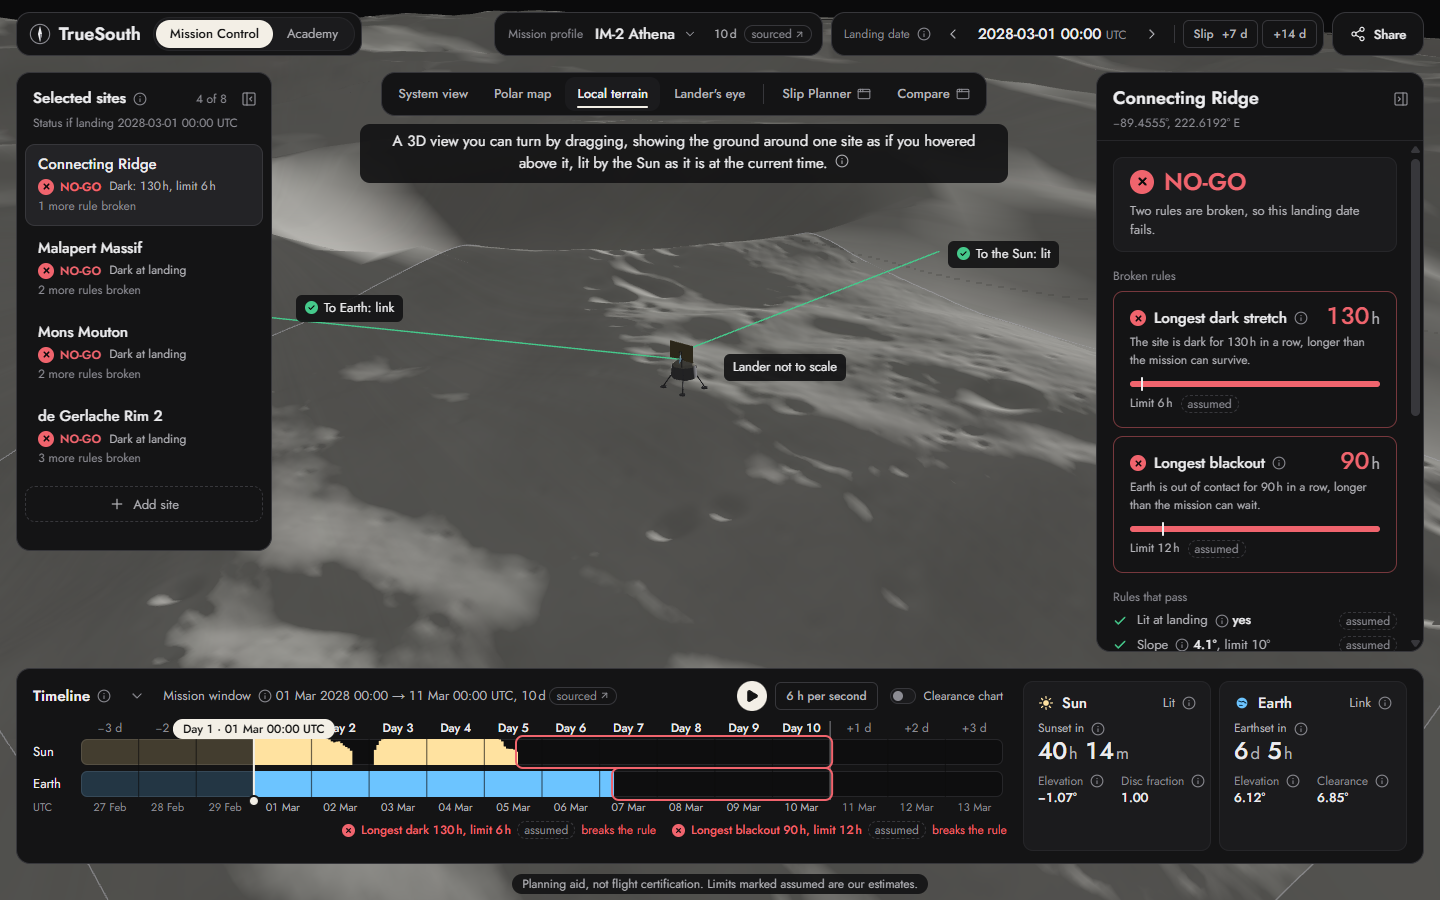 TrueSouth
Mission Control
Academy
Mission profile IM-2 Athena 10 d sourced ↗
Landing date 2028-03-01 00:00 UTC
Slip +7 d
+14 d
Share
Selected sites 4 of 8
Status if landing 2028-03-01 00:00 UTC
Connecting Ridge
NO-GO Dark: 130 h, limit 6 h
1 more rule broken
Malapert Massif
NO-GO Dark at landing
2 more rules broken
Mons Mouton
NO-GO Dark at landing
2 more rules broken
de Gerlache Rim 2
NO-GO Dark at landing
3 more rules broken
+ Add site
System view
Polar map
Local terrain
Lander's eye
Slip Planner
Compare
A 3D view you can turn by dragging, showing the ground around one site as if you hovered
above it, lit by the Sun as it is at the current time.
To the Sun: lit
To Earth: link
Lander not to scale
Connecting Ridge
−89.4555°, 222.6192° E
NO-GO
Two rules are broken, so this landing date
fails.
Broken rules
Longest dark stretch 130 h
The site is dark for 130 h in a row, longer than
the mission can survive.
Limit 6 h assumed
Longest blackout 90 h
Earth is out of contact for 90 h in a row, longer
than the mission can wait.
Limit 12 h assumed
Rules that pass
Lit at landing yes assumed
Slope 4.1°, limit 10° assumed
Timeline
Mission window 01 Mar 2028 00:00 → 11 Mar 00:00 UTC, 10 d sourced ↗
6 h per second
Clearance chart
−3 d −2 Day 1 · 01 Mar 00:00 UTC ay 2 Day 3 Day 4 Day 5 Day 6 Day 7 Day 8 Day 9 Day 10 +1 d +2 d +3 d
Sun
Earth
UTC 27 Feb 28 Feb 29 Feb 01 Mar 02 Mar 03 Mar 04 Mar 05 Mar 06 Mar 07 Mar 08 Mar 09 Mar 10 Mar 11 Mar 12 Mar 13 Mar
Longest dark 130 h, limit 6 h assumed breaks the rule
Longest blackout 90 h, limit 12 h assumed breaks the rule
Sun Lit
Sunset in
40 h 14 m
Elevation Disc fraction
−1.07° 1.00
Earth Link
Earthset in
6 d 5 h
Elevation Clearance
6.12° 6.85°
Planning aid, not flight certification. Limits marked assumed are our estimates.